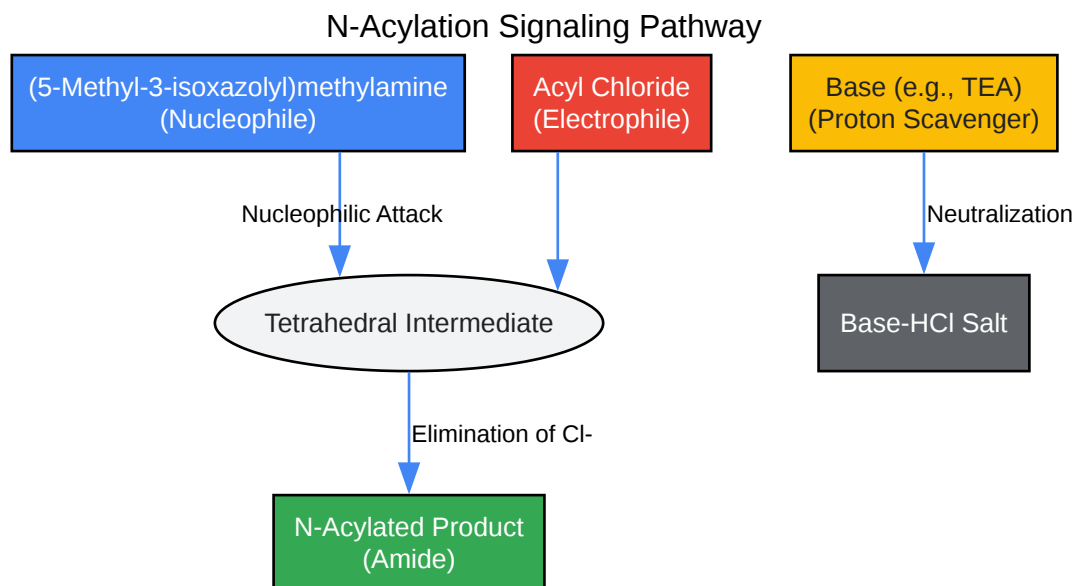 N-Acylation Signaling Pathway
(5-Methyl-3-isoxazolyl)methylamine
(Nucleophile)
Acyl Chloride
(Electrophile)
Base (e.g., TEA)
(Proton Scavenger)
Nucleophilic Attack
Neutralization
Tetrahedral Intermediate
Base-HCl Salt
Elimination of Cl-
N-Acylated Product
(Amide)